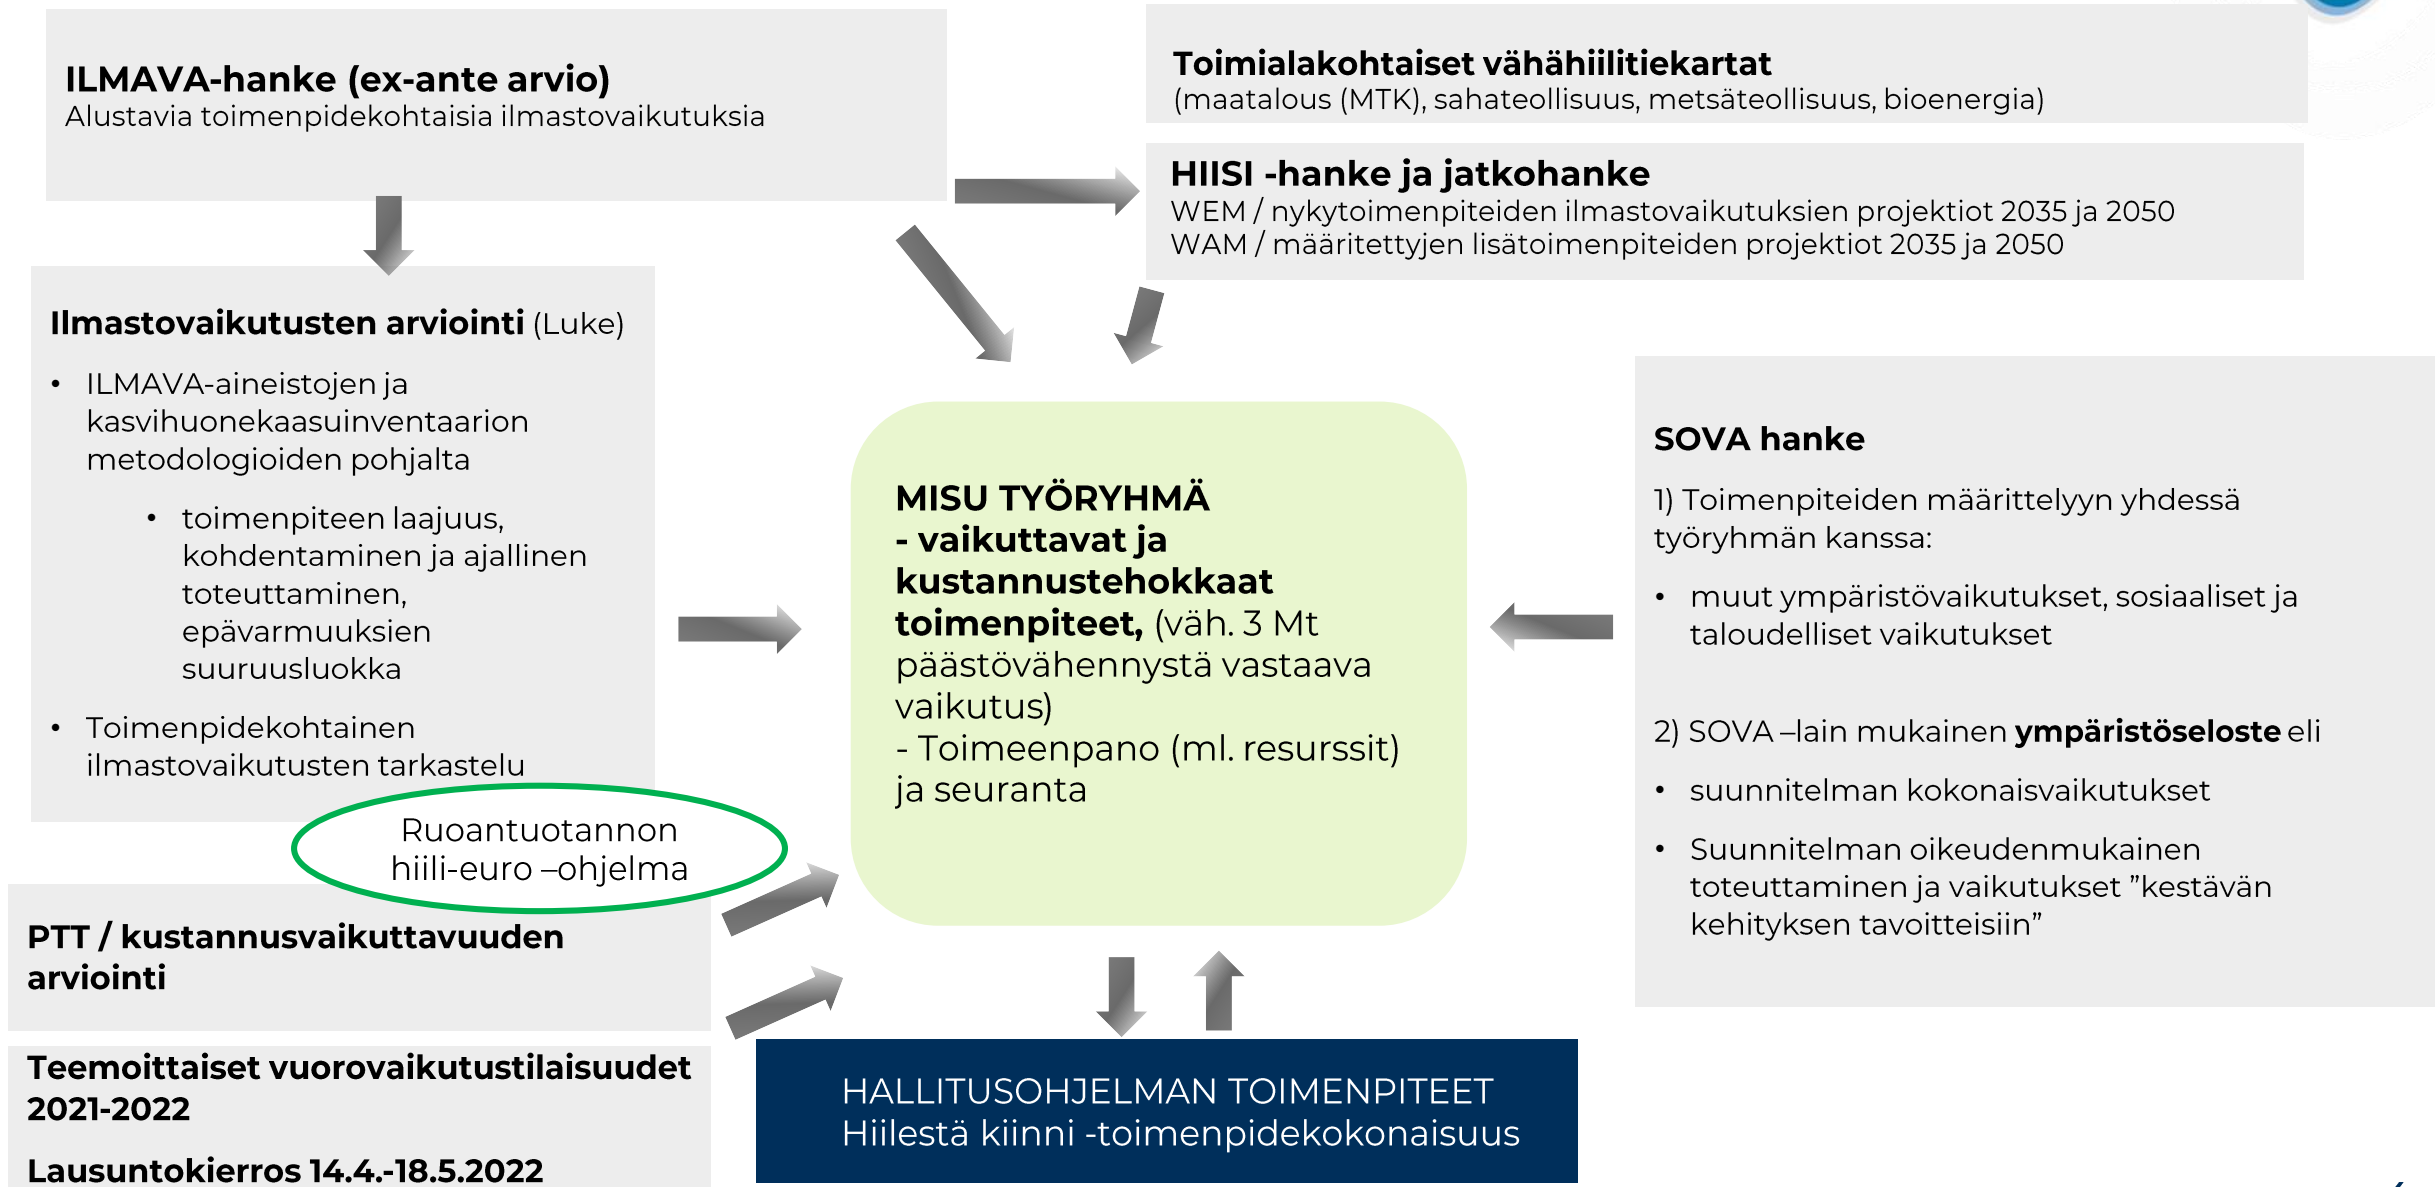 ILMAVA-hanke (ex-ante arvio)
Alustavia toimenpidekohtaisia ilmastovaikutuksia
Toimialakohtaiset vähähiilitiekartat
(maatalous (MTK), sahateollisuus, metsäteollisuus, bioenergia)
HIISI -hanke ja jatkohanke
WEM / nykytoimenpiteiden ilmastovaikutuksien projektiot 2035 ja 2050
WAM / määritettyjen lisätoimenpiteiden projektiot 2035 ja 2050
Ilmastovaikutusten arviointi (Luke)
• ILMAVA-aineistojen ja
kasvihuonekaasuinventaarion
metodologioiden pohjalta
• toimenpiteen laajuus,
kohdentaminen ja ajallinen
toteuttaminen,
epävarmuuksien
suuruusluokka
• Toimenpidekohtainen
ilmastovaikutusten tarkastelu
Ruoantuotannon
hiili-euro –ohjelma
PTT / kustannusvaikuttavuuden
arviointi
Teemoittaiset vuorovaikutustilaisuudet
2021-2022
Lausuntokierros 14.4.-18.5.2022
MISU TYÖRYHMÄ
- vaikuttavat ja
kustannustehokkaat
toimenpiteet, (väh. 3 Mt
päästövähennystä vastaava
vaikutus)
- Toimeenpano (ml. resurssit)
ja seuranta
HALLITUSOHJELMAN TOIMENPITEET
Hiilestä kiinni -toimenpidekokonaisuus
SOVA hanke
1) Toimenpiteiden määrittelyyn yhdessä
työryhmän kanssa:
• muut ympäristövaikutukset, sosiaaliset ja
taloudelliset vaikutukset
2) SOVA –lain mukainen ympäristöseloste eli
• suunnitelman kokonaisvaikutukset
• Suunnitelman oikeudenmukainen
toteuttaminen ja vaikutukset ”kestävän
kehityksen tavoitteisiin”